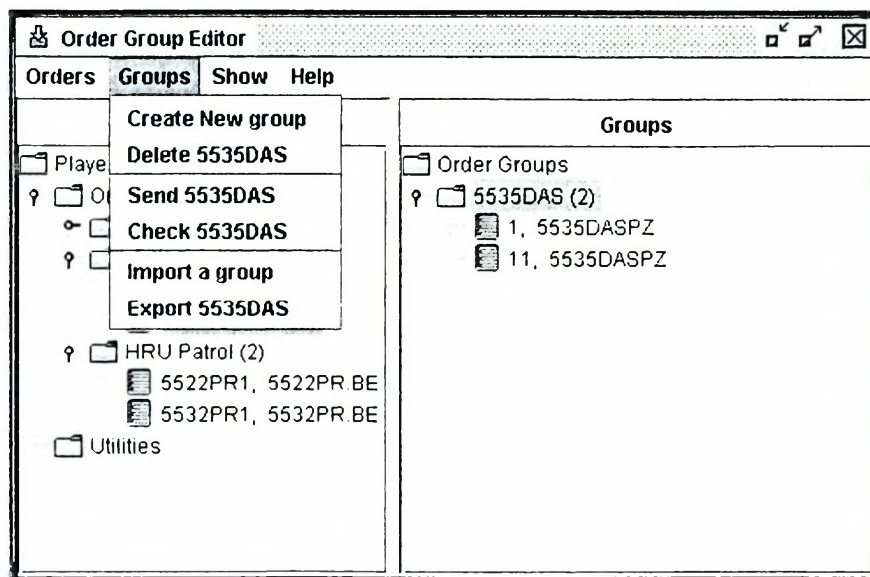 Order Group Editor
Orders Groups Show Help
Create New group
Delete 5535DAS
Send 5535DAS
Check 5535DAS
Import a group
Export 5535DAS
Playe
HRU Patrol (2)
5522PR1, 5522PR.BE
5532PR1, 5532PR.BE
Utilities
Groups
Order Groups
5535DAS (2)
1, 5535DASPZ
11, 5535DASPZ